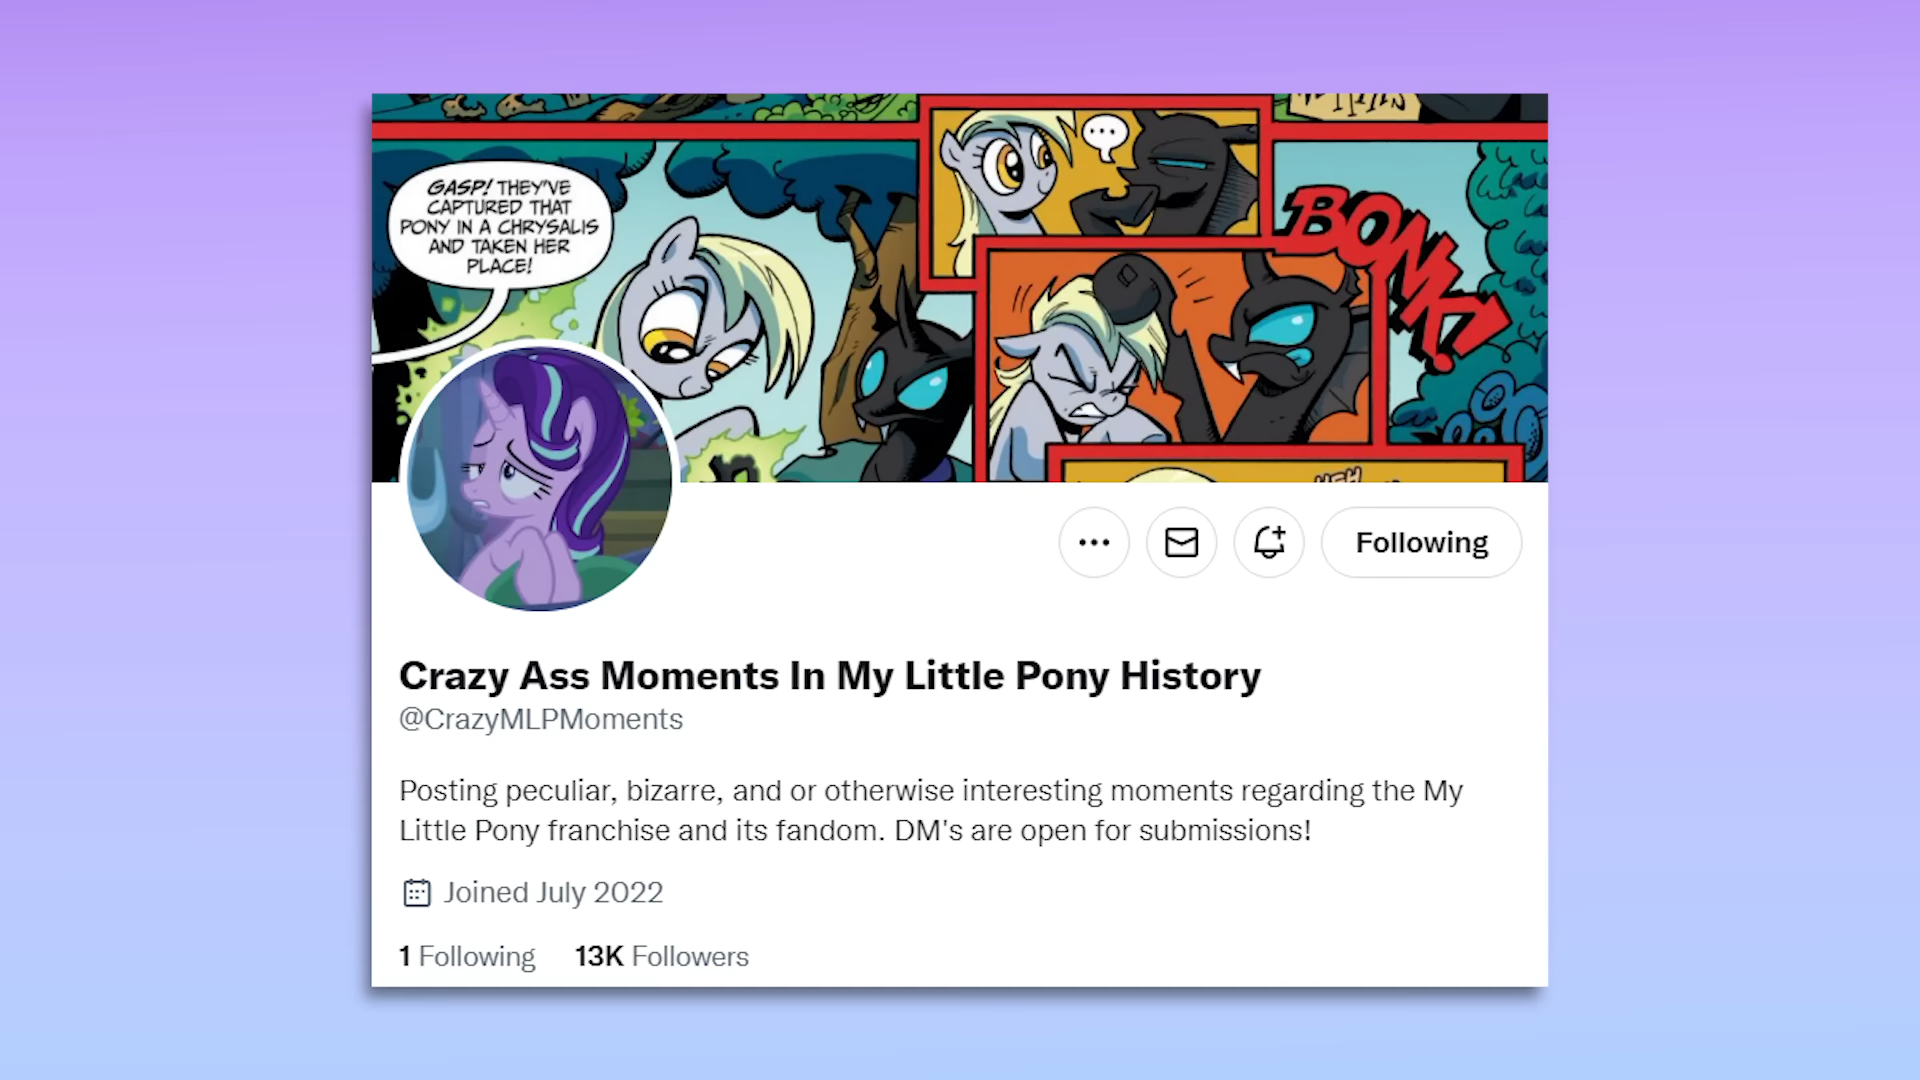 GASP! THEY'VE
CAPTURED THAT
PONY IN A CHRYSALIS
AND TAKEN HER
PLACE!
...
BONK!
HEH
Following
Crazy Ass Moments In My Little Pony History
@CrazyMLPMoments
Posting peculiar, bizarre, and or otherwise interesting moments regarding the My
Little Pony franchise and its fandom. DM's are open for submissions!
Joined July 2022
1 Following 13K Followers